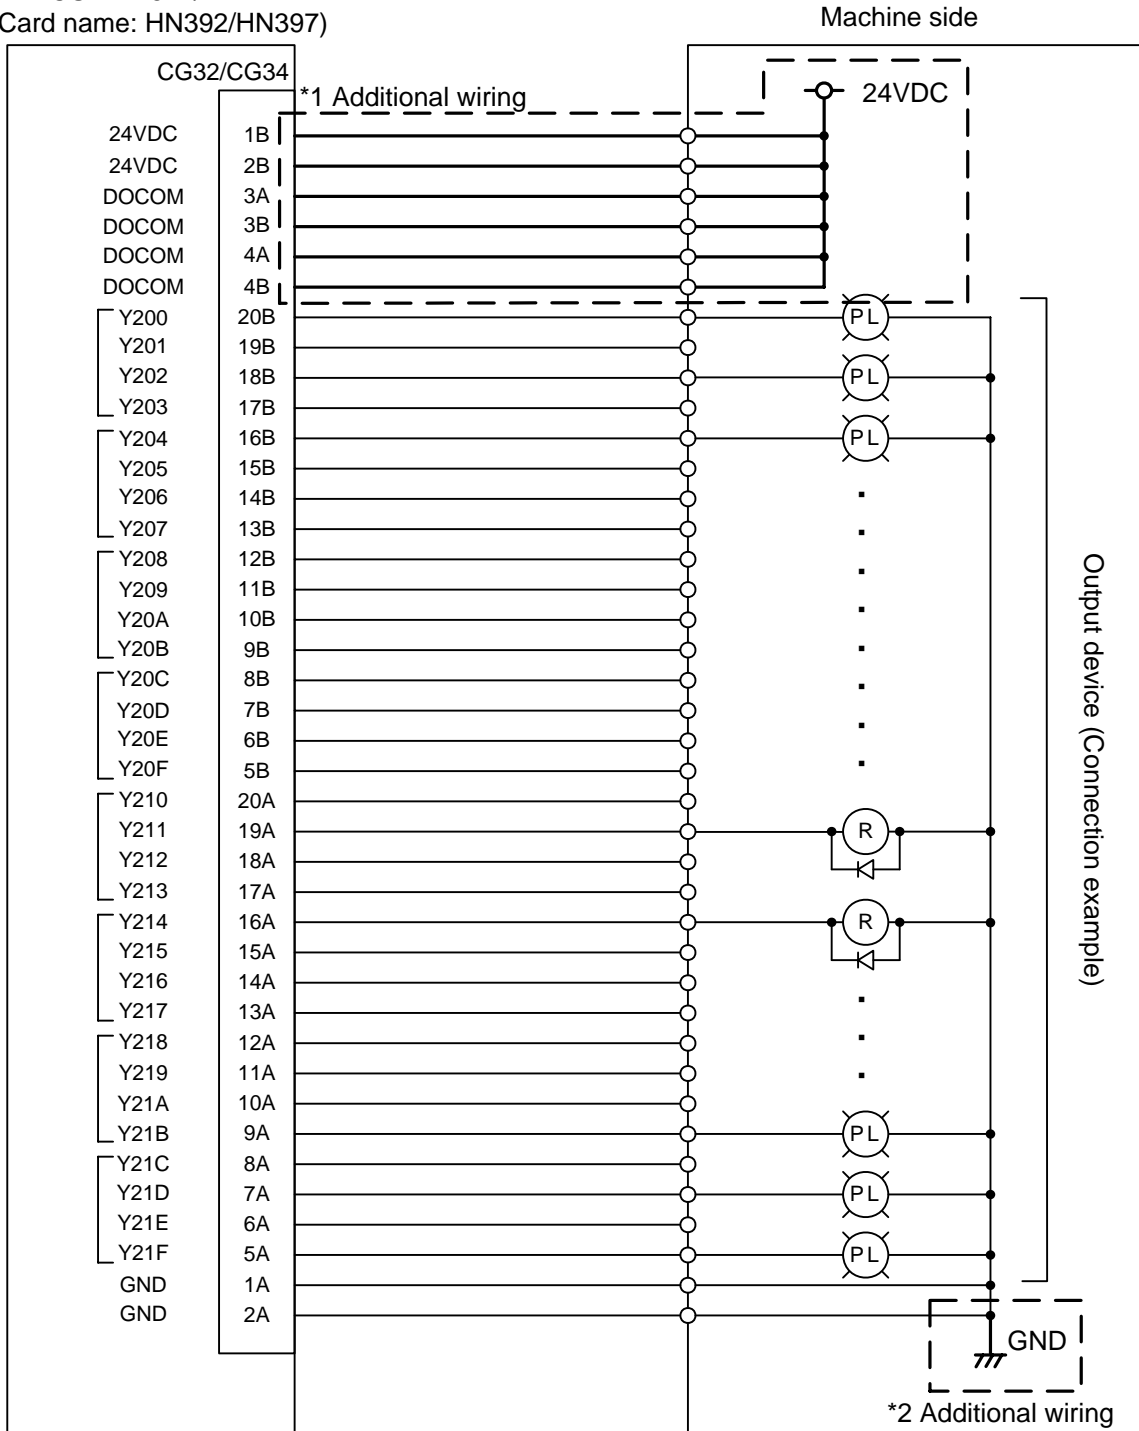 Card name: HN392/HN397)
Machine side
CG32/CG34
*1 Additional wiring
24VDC
24VDC 1B
24VDC 2B
DOCOM 3A
DOCOM 3B
DOCOM 4A
DOCOM 4B
Y200 20B PL
Y201 19B
Y202 18B PL
Y203 17B
Y204 16B PL
Y205 15B
Y206 14B
Y207 13B
Y208 12B
Y209 11B
Y20A 10B
Y20B 9B
Y20C 8B
Y20D 7B
Y20E 6B
Y20F 5B
Y210 20A
Y211 19A R
Y212 18A
Y213 17A
Y214 16A R
Y215 15A
Y216 14A
Y217 13A
Y218 12A
Y219 11A
Y21A 10A
Y21B 9A PL
Y21C 8A
Y21D 7A PL
Y21E 6A
Y21F 5A PL
GND 1A
GND 2A
Output device (Connection example)
GND
*2 Additional wiring